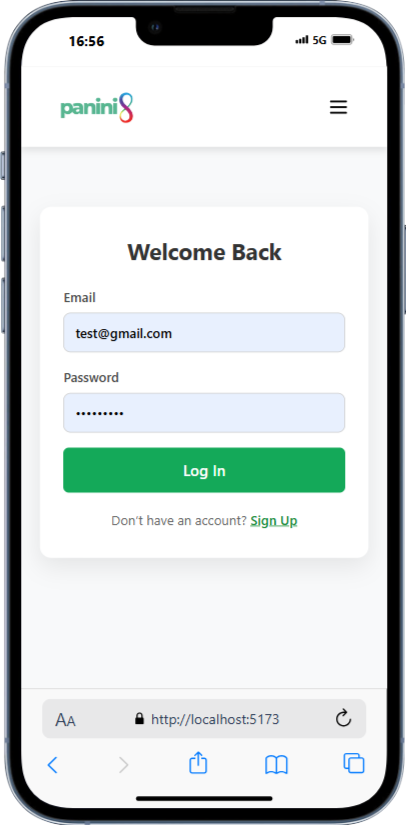 16:56
5G
panini8
Welcome Back
Email
test@gmail.com
Password
•••••••••
Log In
Don't have an account? Sign Up
AA
http://localhost:5173